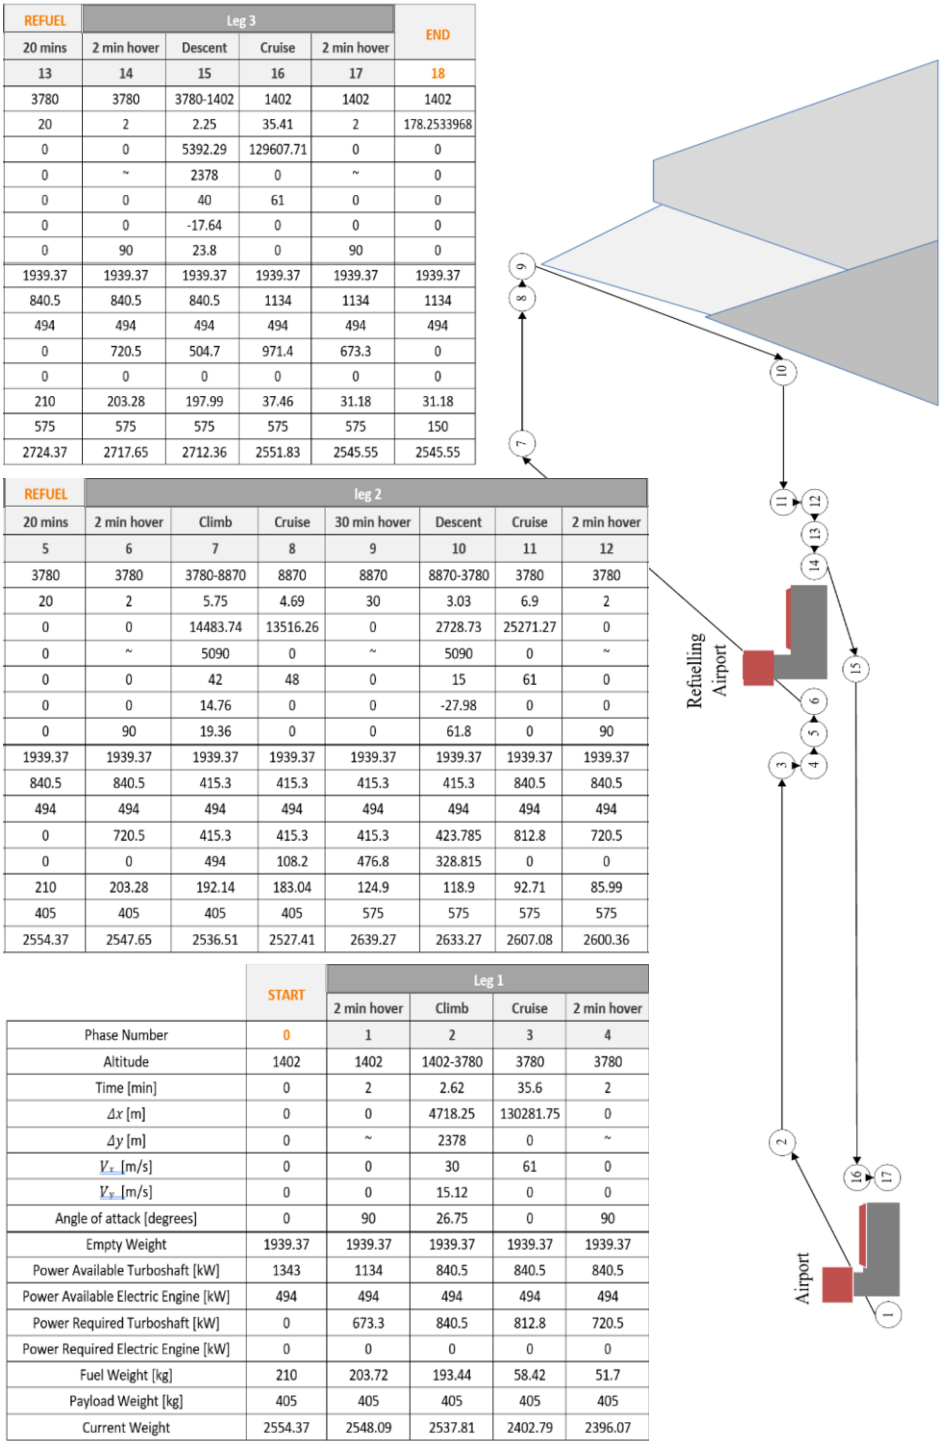 REFUEL Leg 3 END
20 mins 2 min hover Descent Cruise 2 min hover
13 14 15 16 17 18
3780 3780 3780-1402 1402 1402 1402
20 2 2.25 35.41 2 178.2533968
0 0 5392.29 129607.71 0 0
0 ~ 2378 0 ~ 0
0 0 40 61 0 0
0 0 -17.64 0 0 0
0 90 23.8 0 90 0
1939.37 1939.37 1939.37 1939.37 1939.37 1939.37
840.5 840.5 840.5 1134 1134 1134
494 494 494 494 494 494
0 720.5 504.7 971.4 673.3 0
0 0 0 0 0 0
210 203.28 197.99 37.46 31.18 31.18
575 575 575 575 575 150
2724.37 2717.65 2712.36 2551.83 2545.55 2545.55
REFUEL leg 2
20 mins 2 min hover Climb Cruise 30 min hover Descent Cruise 2 min hover
5 6 7 8 9 10 11 12
3780 3780 3780-8870 8870 8870 8870-3780 3780 3780
20 2 5.75 4.69 30 3.03 6.9 2
0 0 14483.74 13516.26 0 2728.73 25271.27 0
0 ~ 5090 0 ~ 5090 0 ~
0 0 42 48 0 15 61 0
0 0 14.76 0 0 -27.98 0 0
0 90 19.36 0 0 61.8 0 90
1939.37 1939.37 1939.37 1939.37 1939.37 1939.37 1939.37 1939.37
840.5 840.5 415.3 415.3 415.3 415.3 840.5 840.5
494 494 494 494 494 494 494 494
0 720.5 415.3 415.3 415.3 423.785 812.8 720.5
0 0 494 108.2 476.8 328.815 0 0
210 203.28 192.14 183.04 124.9 118.9 92.71 85.99
405 405 405 405 575 575 575 575
2554.37 2547.65 2536.51 2527.41 2639.27 2633.27 2607.08 2600.36
START Leg 1
2 min hover Climb Cruise 2 min hover
Phase Number 0 1 2 3 4
Altitude 1402 1402 1402-3780 3780 3780
Time [min] 0 2 2.62 35.6 2
Δx [m] 0 0 4718.25 130281.75 0
Δy [m] 0 ~ 2378 0 ~
Vx [m/s] 0 0 30 61 0
Vy [m/s] 0 0 15.12 0 0
Angle of attack [degrees] 0 90 26.75 0 90
Empty Weight 1939.37 1939.37 1939.37 1939.37 1939.37
Power Available Turboshaft [kW] 1343 1134 840.5 840.5 840.5
Power Available Electric Engine [kW] 494 494 494 494 494
Power Required Turboshaft [kW] 0 673.3 840.5 812.8 720.5
Power Required Electric Engine [kW] 0 0 0 0 0
Fuel Weight [kg] 210 203.72 193.44 58.42 51.7
Payload Weight [kg] 405 405 405 405 405
Current Weight 2554.37 2548.09 2537.81 2402.79 2396.07
9
8
10
7
11 12
13
14
Refuelling
Airport
15
6
5
3 4
2
16 17
Airport
1